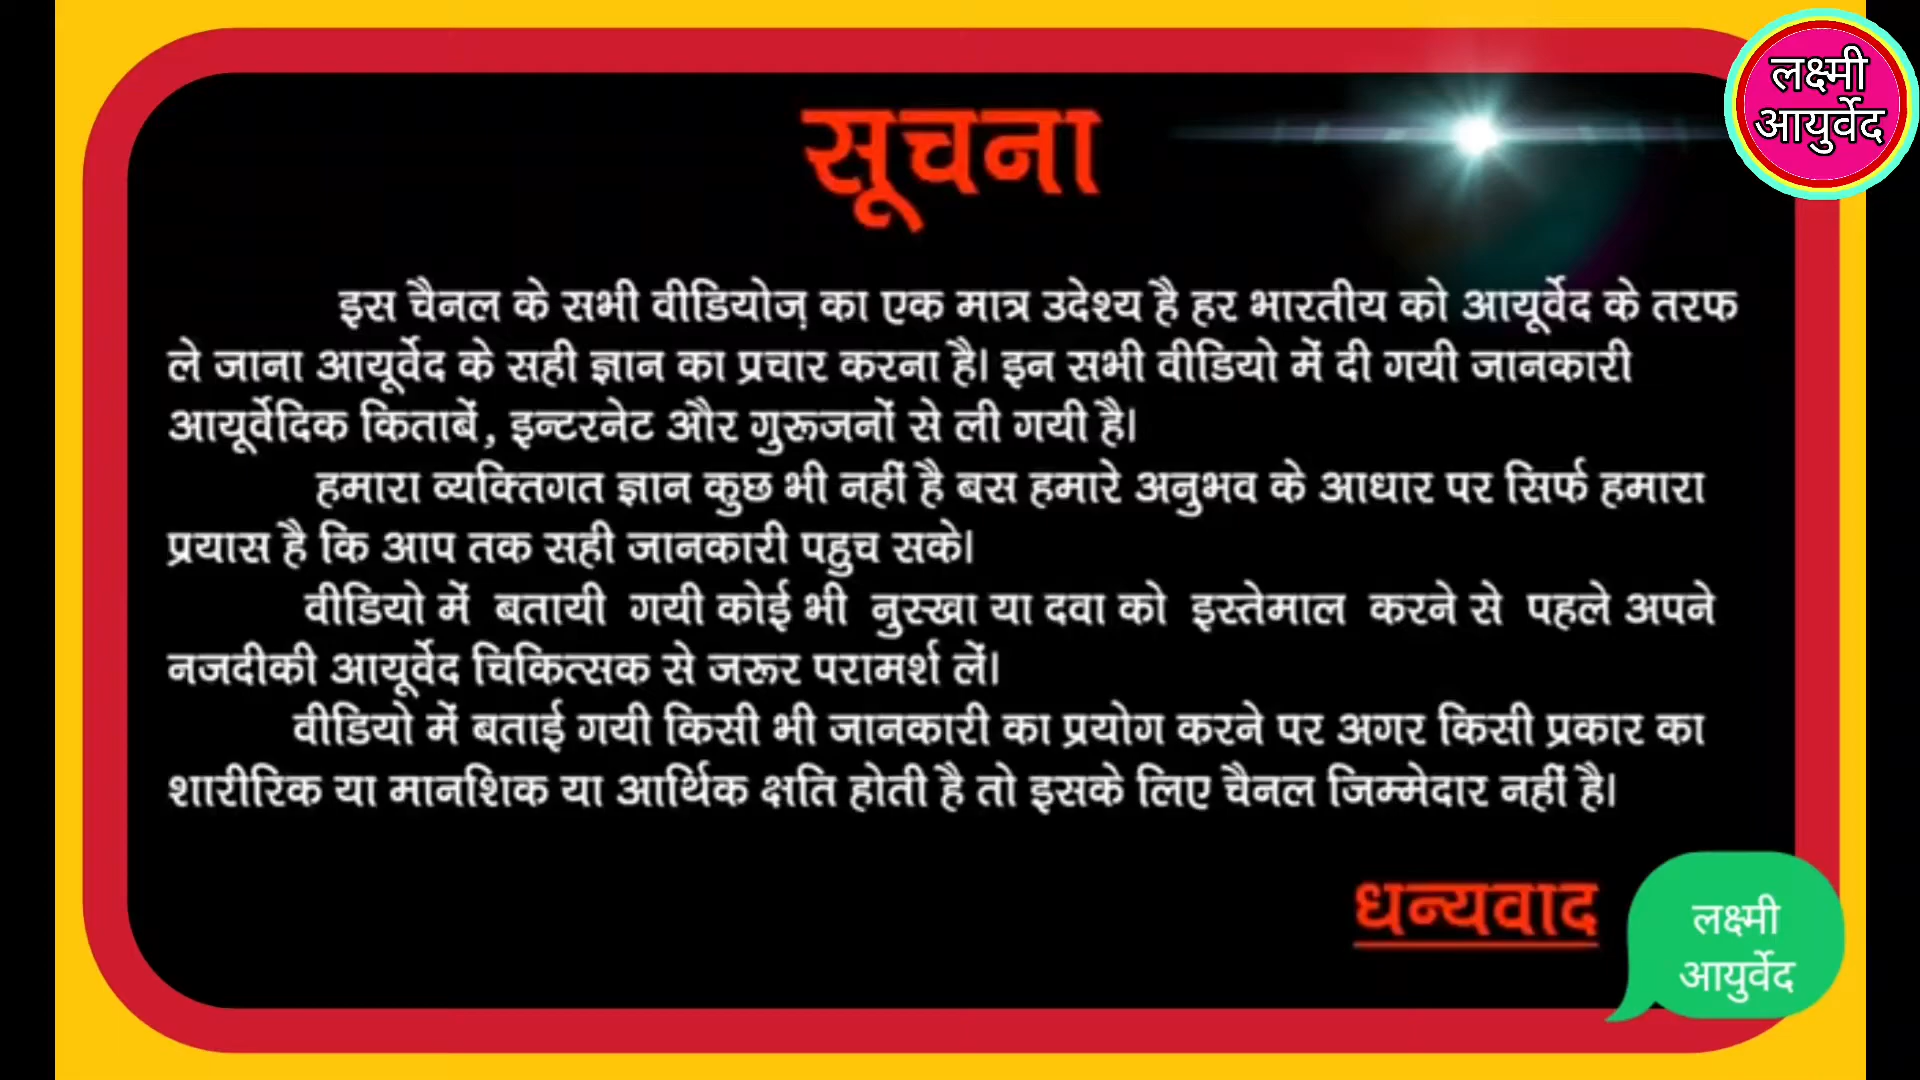 लक्ष्मी
आयुर्वेद
सूचना
इस चैनल के सभी वीडियोज़ का एक मात्र उदेश्य है हर भारतीय को आयूर्वेद के तरफ
ले जाना आयूर्वेद के सही ज्ञान का प्रचार करना है। इन सभी वीडियो में दी गयी जानकारी
आयूर्वेदिक किताबें, इन्टरनेट और गुरूजनों से ली गयी है।
हमारा व्यक्तिगत ज्ञान कुछ भी नहीं है बस हमारे अनुभव के आधार पर सिर्फ हमारा
प्रयास है कि आप तक सही जानकारी पहुच सके।
वीडियो में बतायी गयी कोई भी नुस्खा या दवा को इस्तेमाल करने से पहले अपने
नजदीकी आयूर्वेद चिकित्सक से जरूर परामर्श लें।
वीडियो में बताई गयी किसी भी जानकारी का प्रयोग करने पर अगर किसी प्रकार का
शारीरिक या मानशिक या आर्थिक क्षति होती है तो इसके लिए चैनल जिम्मेदार नहीं है।
धन्यवाद
लक्ष्मी
आयुर्वेद